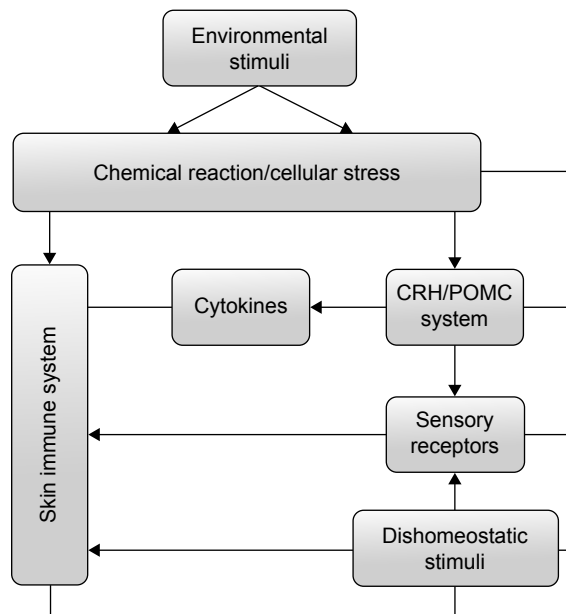 Environmental
stimuli
Chemical reaction/cellular stress
Skin immune system
Cytokines
CRH/POMC
system
Sensory
receptors
Dishomeostatic
stimuli